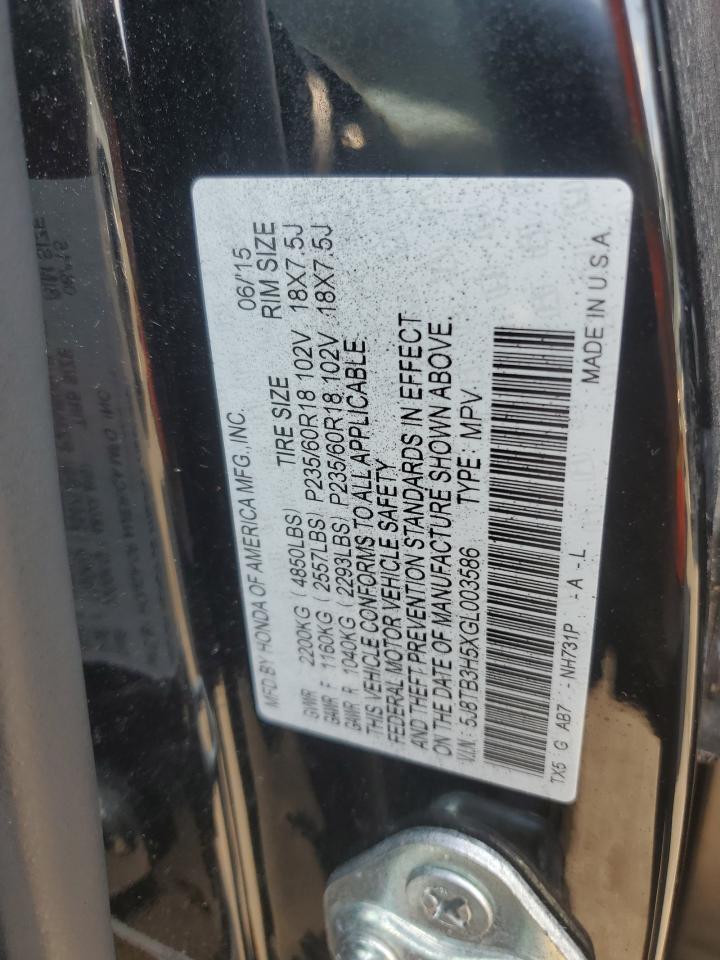 MFD.BY HONDA OF AMERICA MFG., INC. 06/'15
TIRE SIZE RIM SIZE
GVWR 2200KG ( 4850LBS)
GAWR F 1160KG ( 2557LBS) P235/60R18 102V 18X7.5J
GAWR R 1040KG ( 2293LBS) P235/60R18 102V 18X7.5J
THIS VEHICLE CONFORMS TO ALL APPLICABLE
FEDERAL MOTOR VEHICLE SAFETY
AND THEFT PREVENTION STANDARDS IN EFFECT
ON THE DATE OF MANUFACTURE SHOWN ABOVE.
V.I.N.: 5J8TB3H5XGL003586 TYPE: MPV
TX5 G AB7 : NH731P - A - L MADE IN U.S.A.